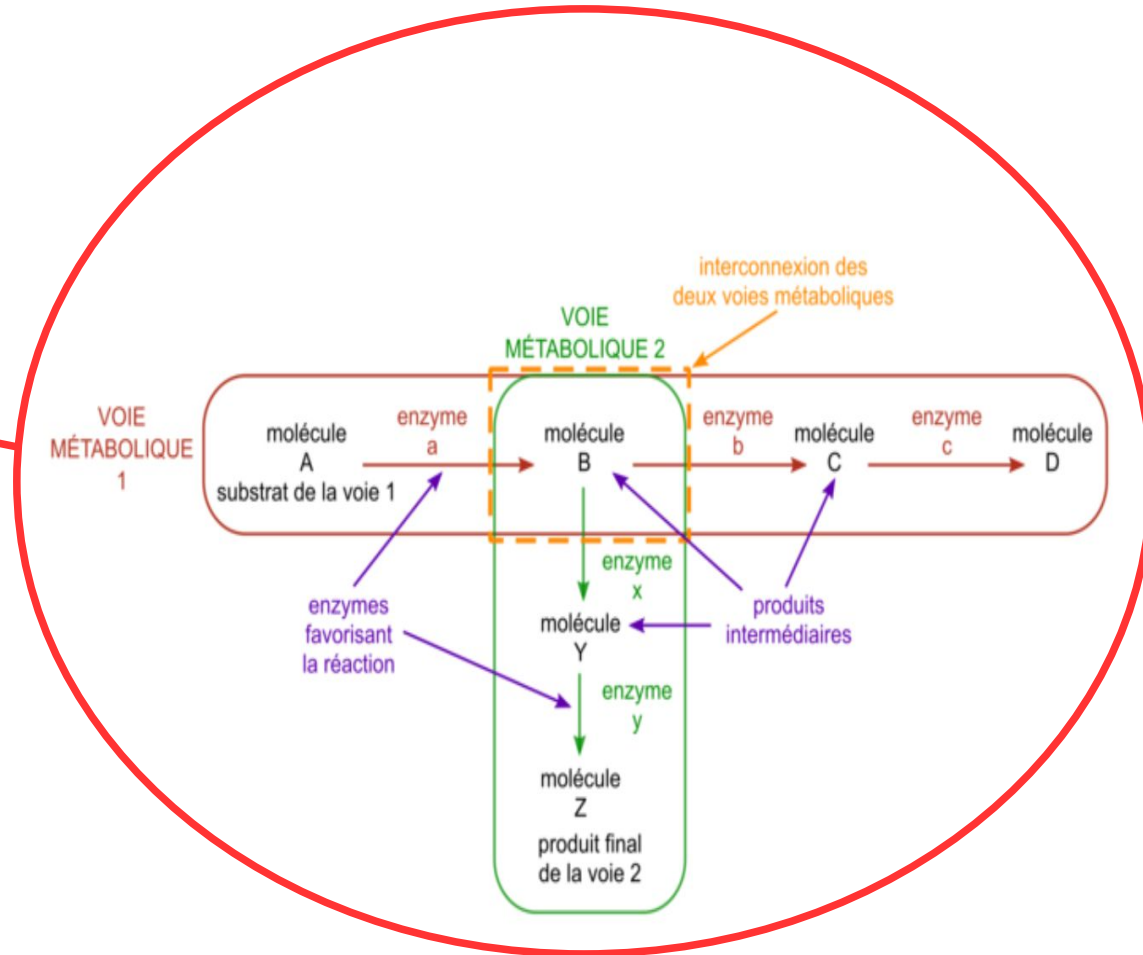 interconnexion des
deux voies métaboliques
VOIE
MÉTABOLIQUE 2
VOIE
MÉTABOLIQUE
1
molécule
A
substrat de la voie 1
enzyme
a
molécule
B
enzyme
b
molécule
C
enzyme
c
molécule
D
enzyme
x
enzymes
favorisant
la réaction
produits
intermédiaires
molécule
Y
enzyme
y
molécule
Z
produit final
de la voie 2